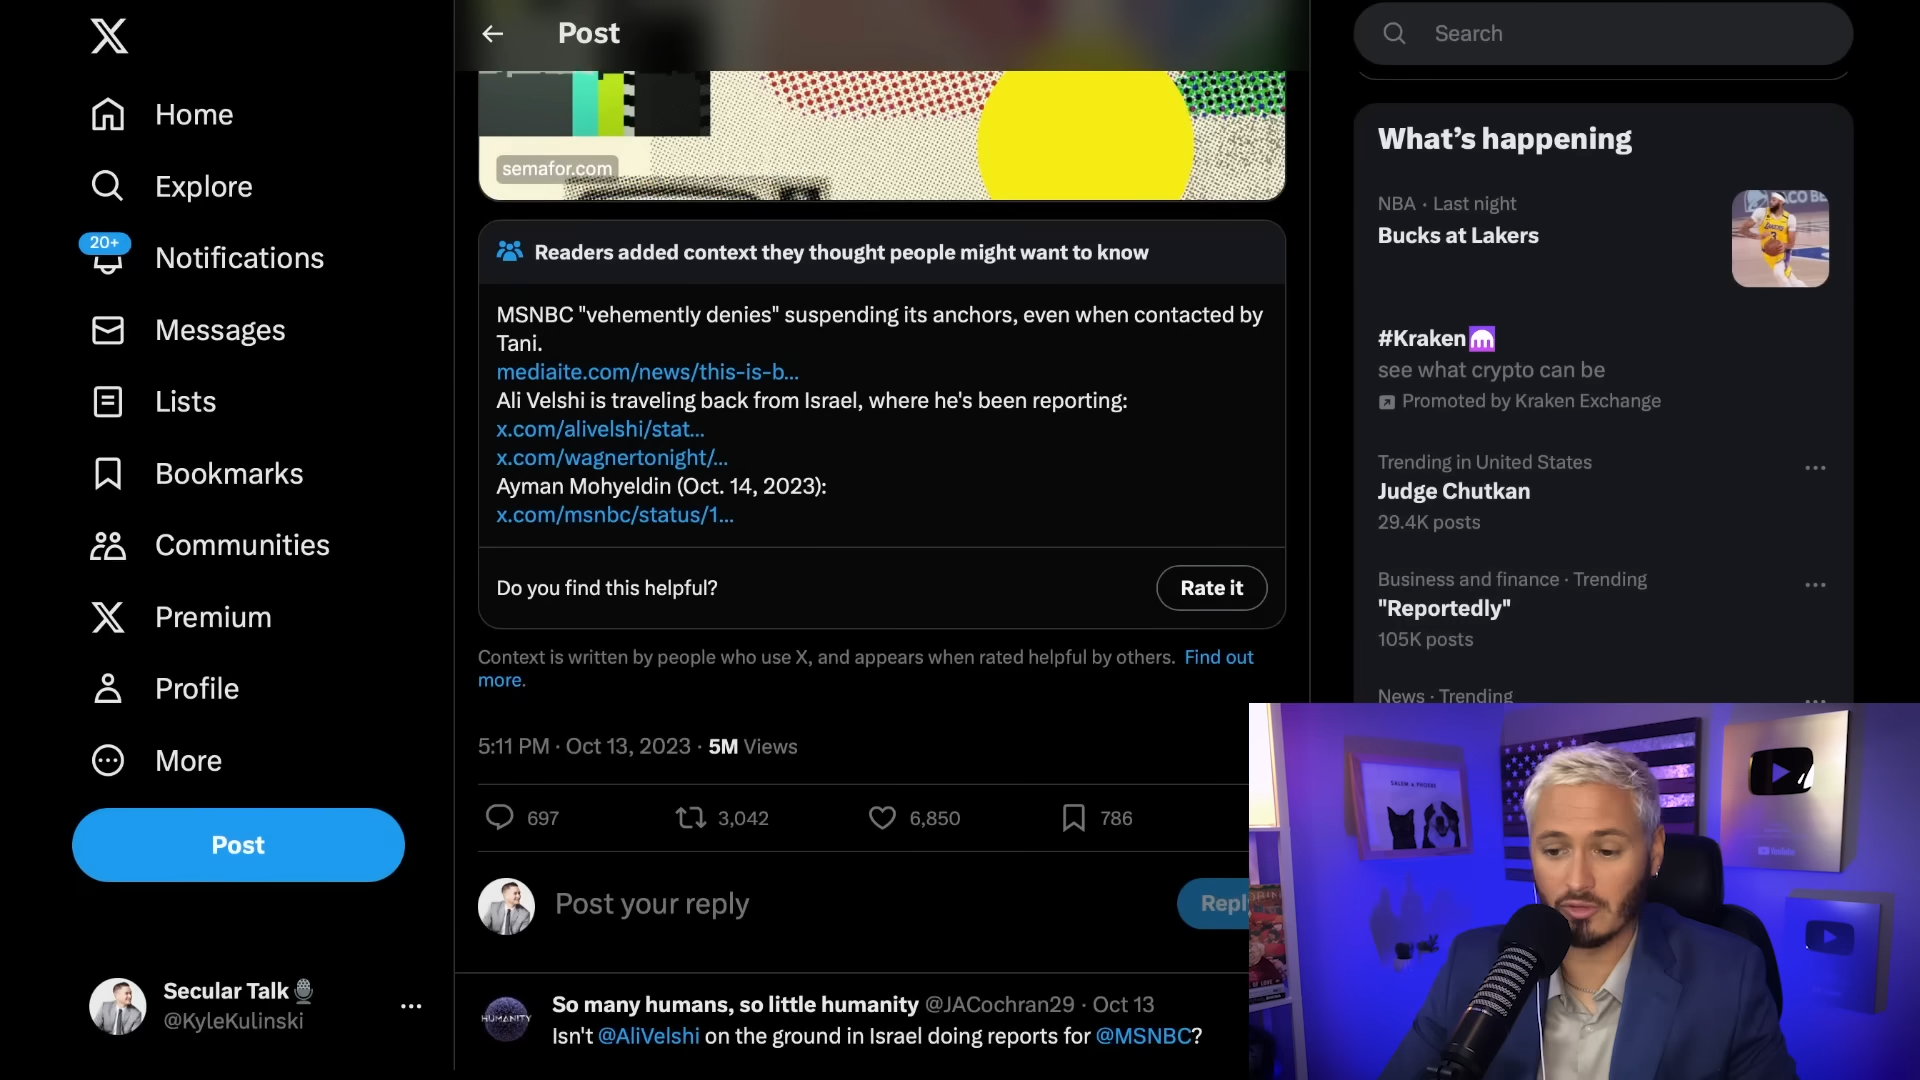 Home
Explore
20+
Notifications
Messages
Lists
Bookmarks
Communities
Premium
Profile
More
Post
Secular Talk
@KyleKulinski
Post
semafor.com
Readers added context they thought people might want to know
MSNBC "vehemently denies" suspending its anchors, even when contacted by
Tani.
mediaite.com/news/this-is-b...
Ali Velshi is traveling back from Israel, where he's been reporting:
x.com/alivelshi/stat...
x.com/wagnertonight/...
Ayman Mohyeldin (Oct. 14, 2023):
x.com/msnbc/status/1...
Do you find this helpful?
Rate it
Context is written by people who use X, and appears when rated helpful by others. Find out
more.
5:11 PM · Oct 13, 2023 · 5M Views
697
3,042
6,850
786
Post your reply
HUMANITY
So many humans, so little humanity @JACochran29 · Oct 13
Isn't @AliVelshi on the ground in Israel doing reports for @MSNBC?
Search
What's happening
NBA · Last night
Bucks at Lakers
#Kraken
see what crypto can be
Promoted by Kraken Exchange
Trending in United States
Judge Chutkan
29.4K posts
Business and finance · Trending
"Reportedly"
105K posts
News · Trending
SALEM & PHOEBE